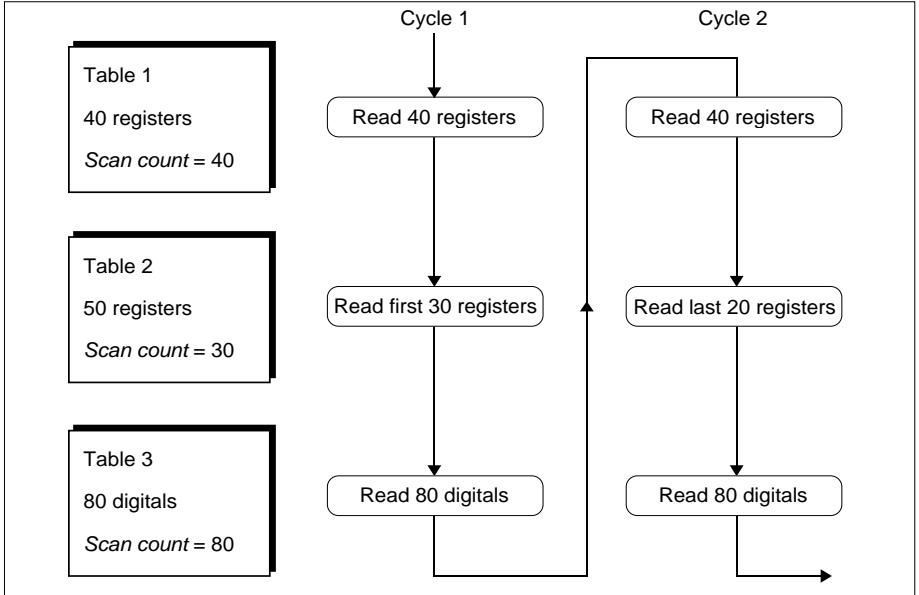 Cycle 1
Cycle 2
Table 1
40 registers
Scan count = 40
Read 40 registers
Read 40 registers
Table 2
50 registers
Scan count = 30
Read first 30 registers
Read last 20 registers
Table 3
80 digitals
Scan count = 80
Read 80 digitals
Read 80 digitals